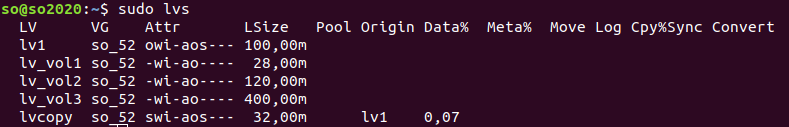 so@so2020:~$ sudo lvs
LV VG Attr LSize Pool Origin Data% Meta% Move Log Cpy%Sync Convert
lv1 so_52 owi-aos--- 100,00m
lv_vol1 so_52 -wi-ao---- 28,00m
lv_vol2 so_52 -wi-ao---- 120,00m
lv_vol3 so_52 -wi-ao---- 400,00m
lvcopy so_52 swi-aos--- 32,00m lv1 0,07